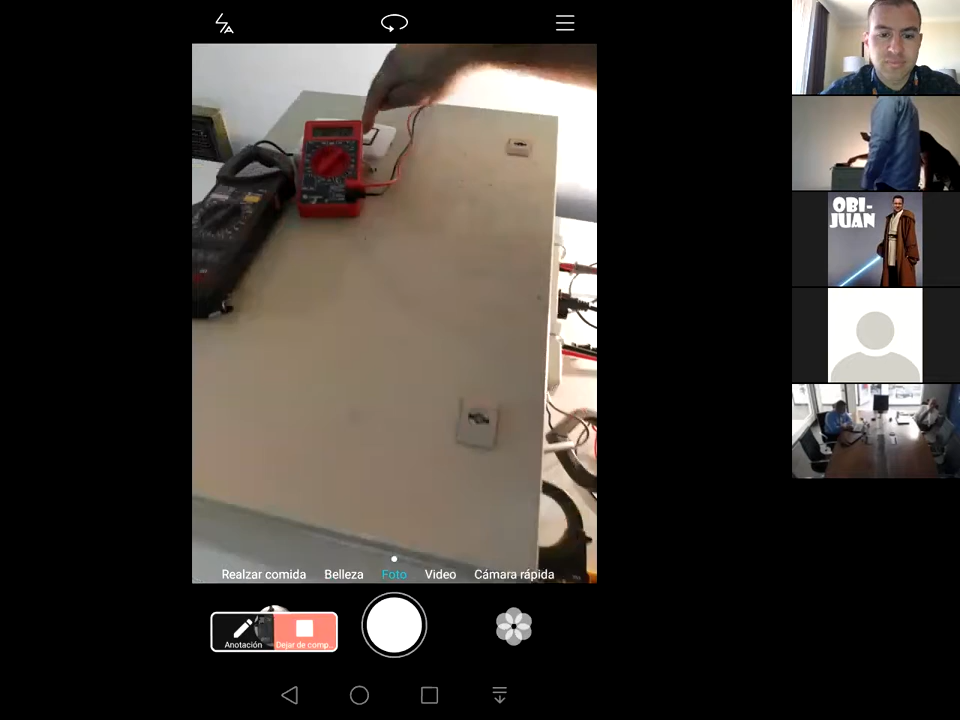 OBI-
JUAN
Realzar comida Belleza Foto Video Cámara rápida
Anotación Dejar de comp...